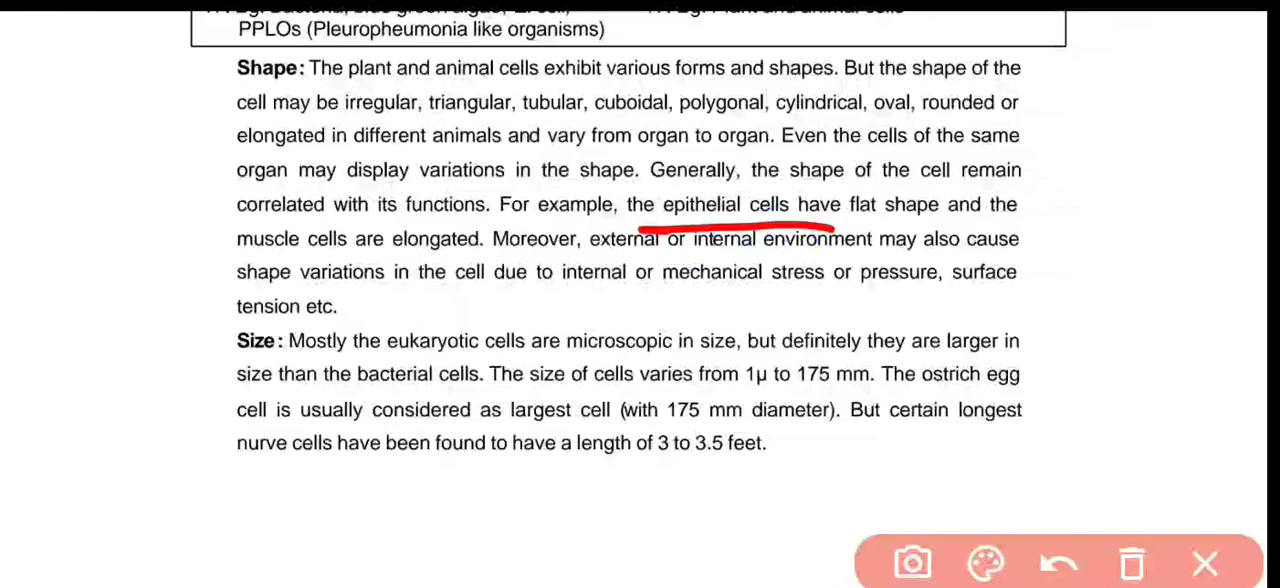 PPLOs (Pleuropheumonia like organisms)
Shape: The plant and animal cells exhibit various forms and shapes. But the shape of the
cell may be irregular, triangular, tubular, cuboidal, polygonal, cylindrical, oval, rounded or
elongated in different animals and vary from organ to organ. Even the cells of the same
organ may display variations in the shape. Generally, the shape of the cell remain
correlated with its functions. For example, the epithelial cells have flat shape and the
muscle cells are elongated. Moreover, external or internal environment may also cause
shape variations in the cell due to internal or mechanical stress or pressure, surface
tension etc.
Size: Mostly the eukaryotic cells are microscopic in size, but definitely they are larger in
size than the bacterial cells. The size of cells varies from 1µ to 175 mm. The ostrich egg
cell is usually considered as largest cell (with 175 mm diameter). But certain longest
nerve cells have been found to have a length of 3 to 3.5 feet.